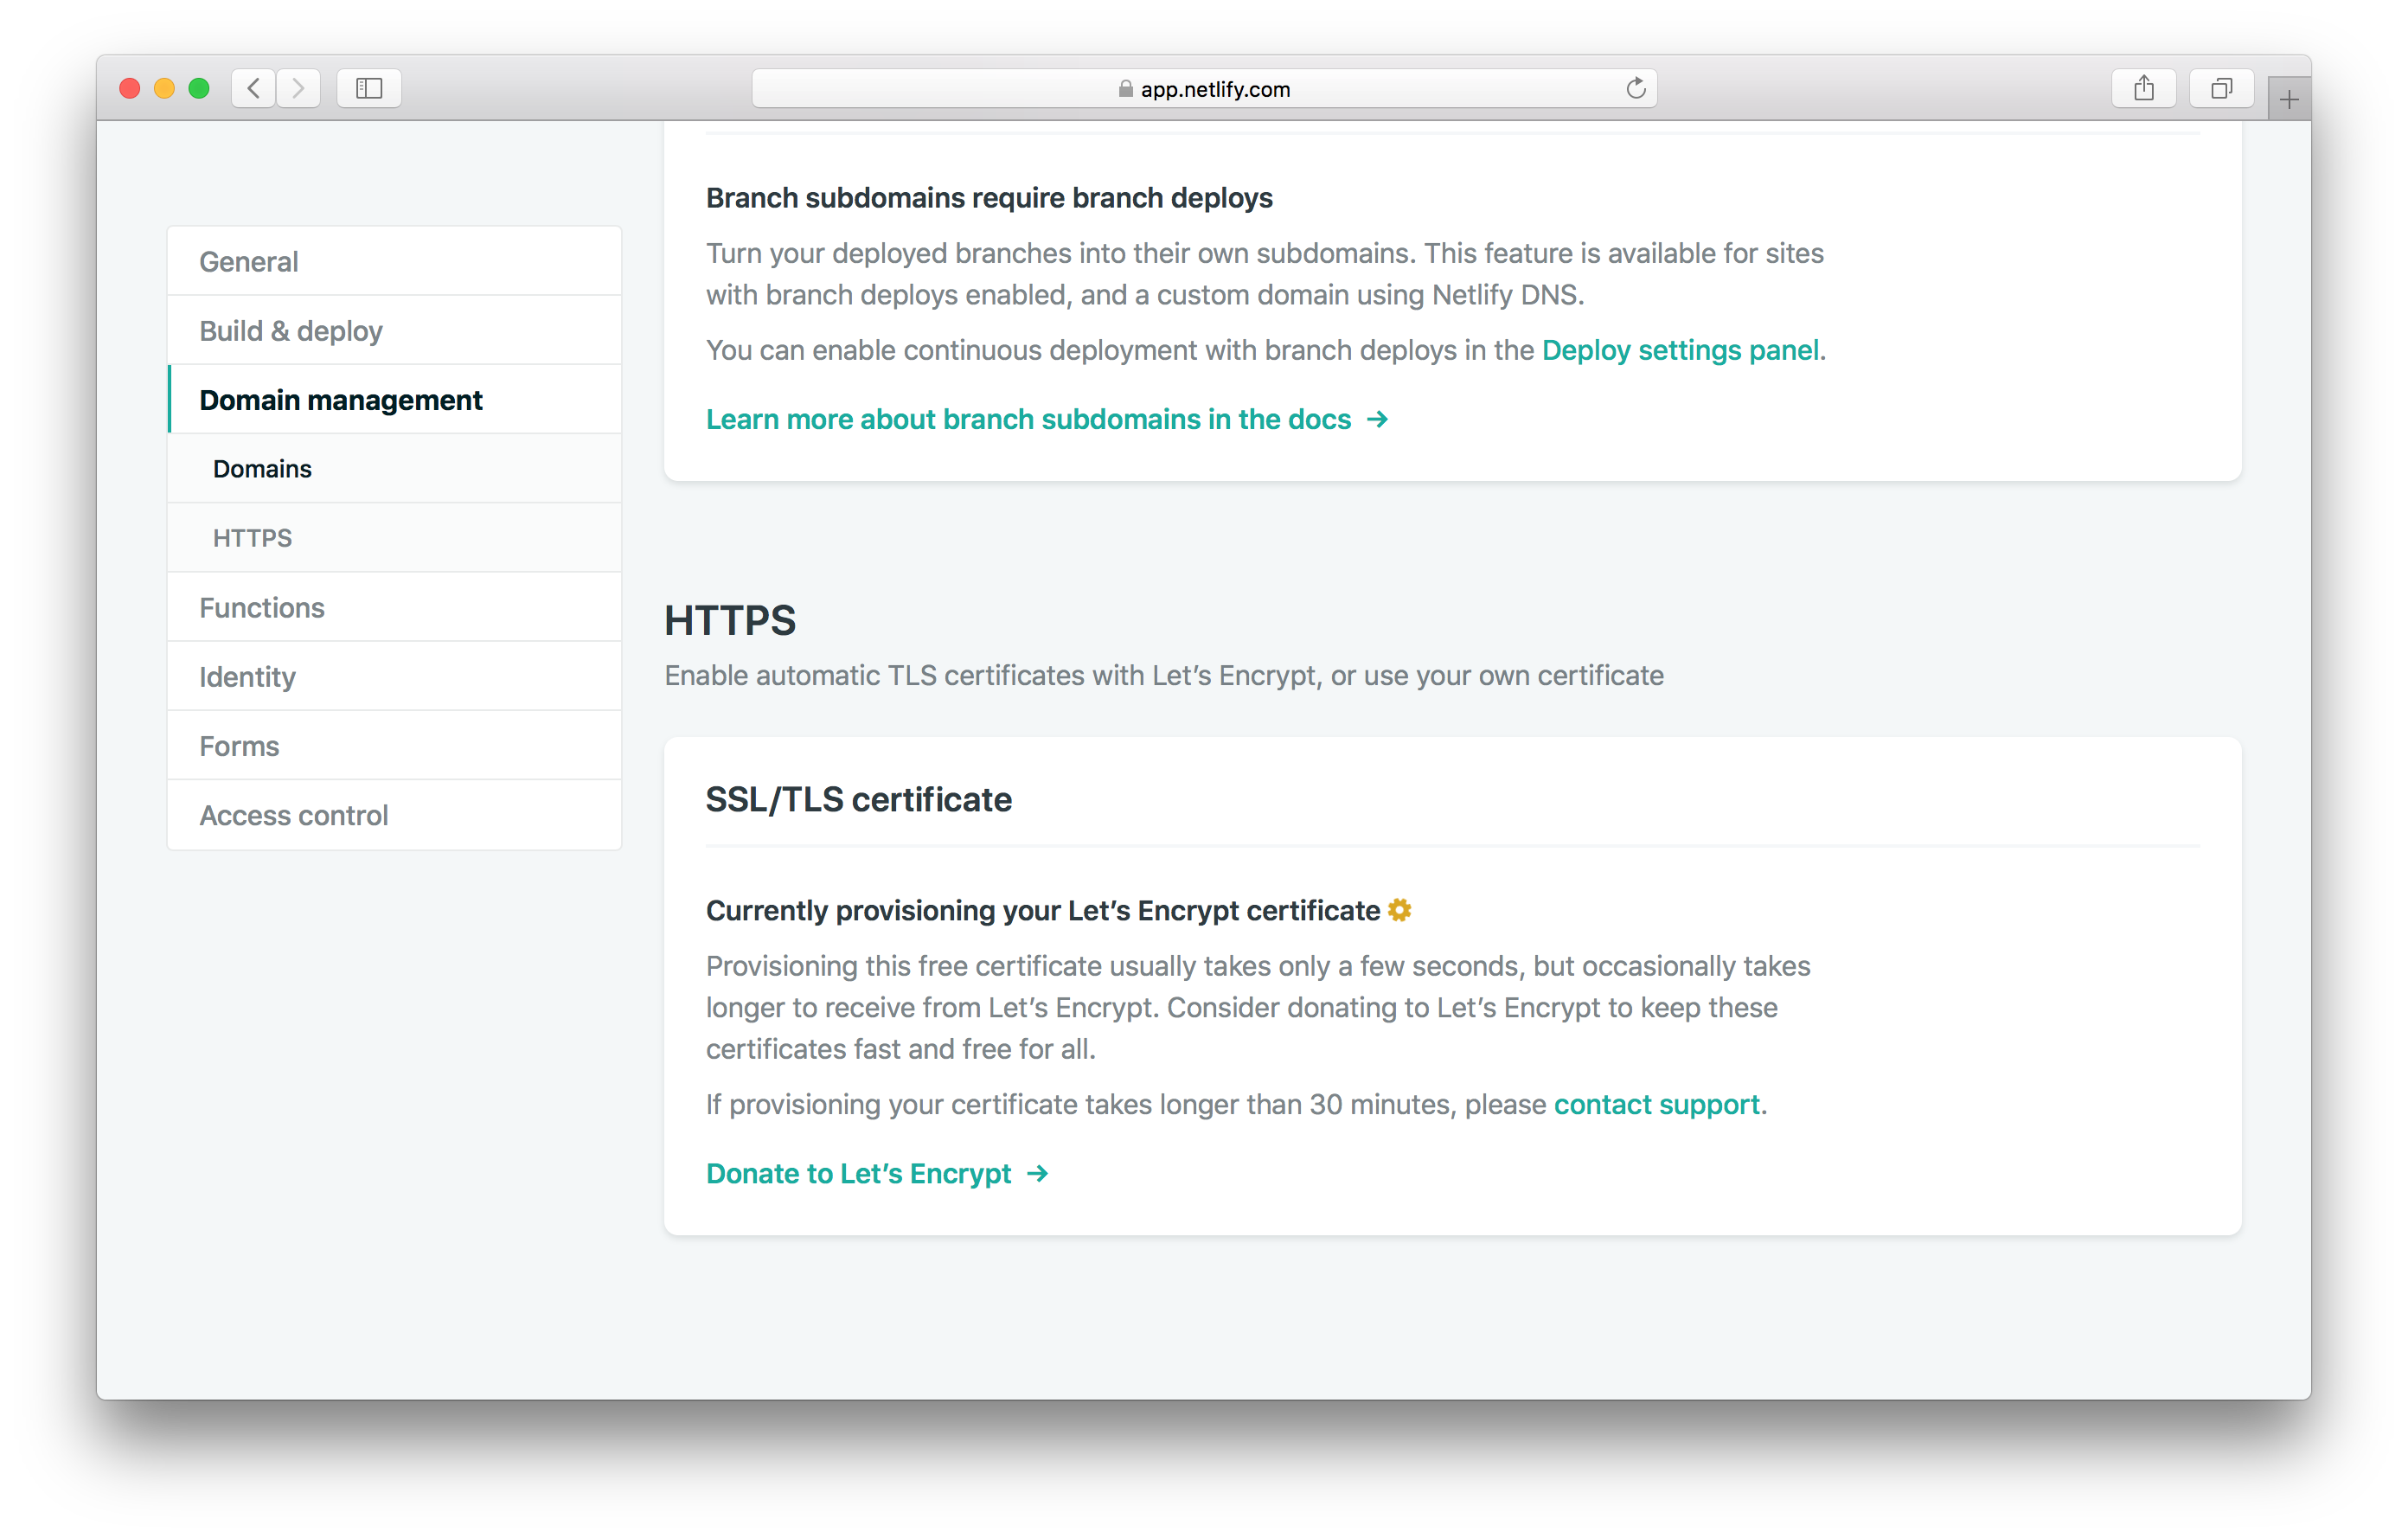 app.netlify.com
General
Build & deploy
Domain management
Domains
HTTPS
Functions
Identity
Forms
Access control
Branch subdomains require branch deploys
Turn your deployed branches into their own subdomains. This feature is available for sites
with branch deploys enabled, and a custom domain using Netlify DNS.
You can enable continuous deployment with branch deploys in the Deploy settings panel.
Learn more about branch subdomains in the docs →
HTTPS
Enable automatic TLS certificates with Let’s Encrypt, or use your own certificate
SSL/TLS certificate
Currently provisioning your Let’s Encrypt certificate
Provisioning this free certificate usually takes only a few seconds, but occasionally takes
longer to receive from Let’s Encrypt. Consider donating to Let’s Encrypt to keep these
certificates fast and free for all.
If provisioning your certificate takes longer than 30 minutes, please contact support.
Donate to Let’s Encrypt →